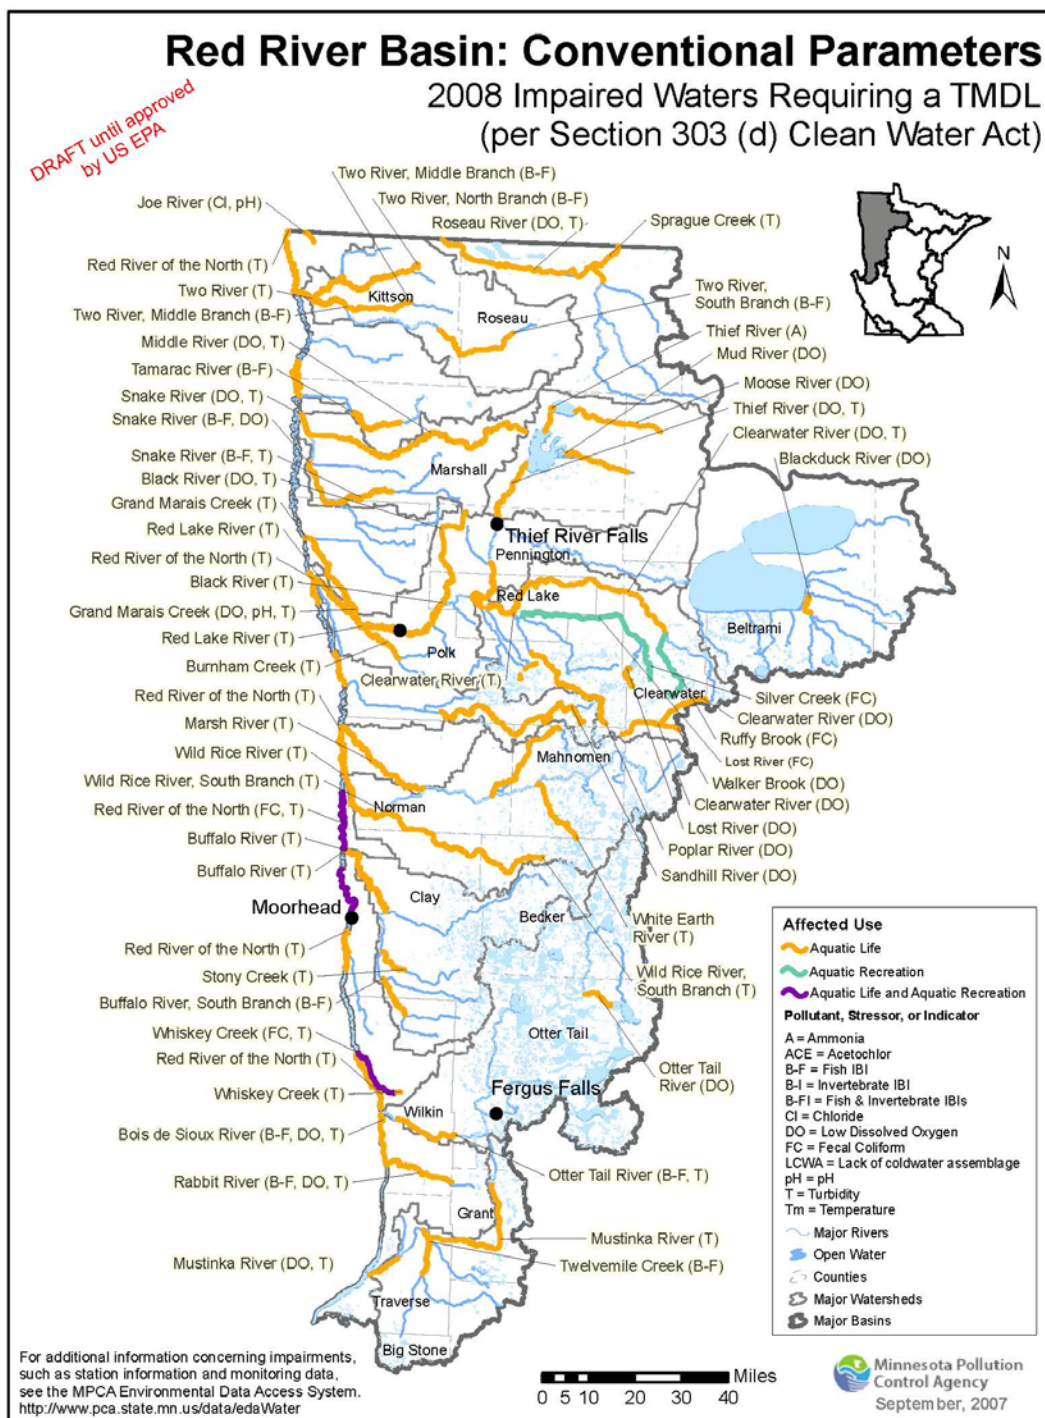 Red River Basin: Conventional Parameters
2008 Impaired Waters Requiring a TMDL
(per Section 303 (d) Clean Water Act)
DRAFT until approved
by US EPA
Two River, Middle Branch (B-F)
Two River, North Branch (B-F)
Joe River (Cl, pH)
Roseau River (DO, T)
Sprague Creek (T)
N
Red River of the North (T)
Two River (T)
Two River, Middle Branch (B-F)
Middle River (DO, T)
Tamarac River (B-F)
Snake River (DO, T)
Snake River (B-F, DO)
Snake River (B-F, T)
Black River (DO, T)
Grand Marais Creek (T)
Red Lake River (T)
Red River of the North (T)
Black River (T)
Grand Marais Creek (DO, pH, T)
Red Lake River (T)
Burnham Creek (T)
Clearwater River (T)
Red River of the North (T)
Marsh River (T)
Wild Rice River (T)
Wild Rice River, South Branch (T)
Red River of the North (FC, T)
Buffalo River (T)
Buffalo River (T)
Moorhead
Red River of the North (T)
Stony Creek (T)
Buffalo River, South Branch (B-F)
Whiskey Creek (FC, T)
Red River of the North (T)
Whiskey Creek (T)
Bois de Sioux River (B-F, DO, T)
Rabbit River (B-F, DO, T)
Mustinka River (DO, T)
Two River,
South Branch (B-F)
Thief River (A)
Mud River (DO)
Moose River (DO)
Thief River (DO, T)
Clearwater River (DO, T)
Blackduck River (DO)
Kittson
Roseau
Marshall
Thief River Falls
Pennington
Red Lake
Beltrami
Polk
Clearwater
Silver Creek (FC)
Clearwater River (DO)
Ruffy Brook (FC)
Lost River (FC)
Walker Brook (DO)
Clearwater River (DO)
Lost River (DO)
Poplar River (DO)
Sandhill River (DO)
Mahnomen
Norman
Clay
Becker
White Earth
River (T)
Wild Rice River,
South Branch (T)
Otter Tail
Otter Tail
River (DO)
Fergus Falls
Wilkin
Otter Tail River (B-F, T)
Grant
Mustinka River (T)
Twelvemile Creek (B-F)
Traverse
Big Stone
Affected Use
Aquatic Life
Aquatic Recreation
Aquatic Life and Aquatic Recreation
Pollutant, Stressor, or Indicator
A = Ammonia
ACE = Acetochlor
B-F = Fish IBI
B-I = Invertebrate IBI
B-FI = Fish & Invertebrate IBIs
Cl = Chloride
DO = Low Dissolved Oxygen
FC = Fecal Coliform
LCWA = Lack of coldwater assemblage
pH = pH
T = Turbidity
Tm = Temperature
Major Rivers
Open Water
Counties
Major Watersheds
Major Basins
For additional information concerning impairments,
such as station information and monitoring data,
see the MPCA Environmental Data Access System.
http://www.pca.state.mn.us/data/edaWater
Miles
0 5 10 20 30 40
Minnesota Pollution
Control Agency
September, 2007